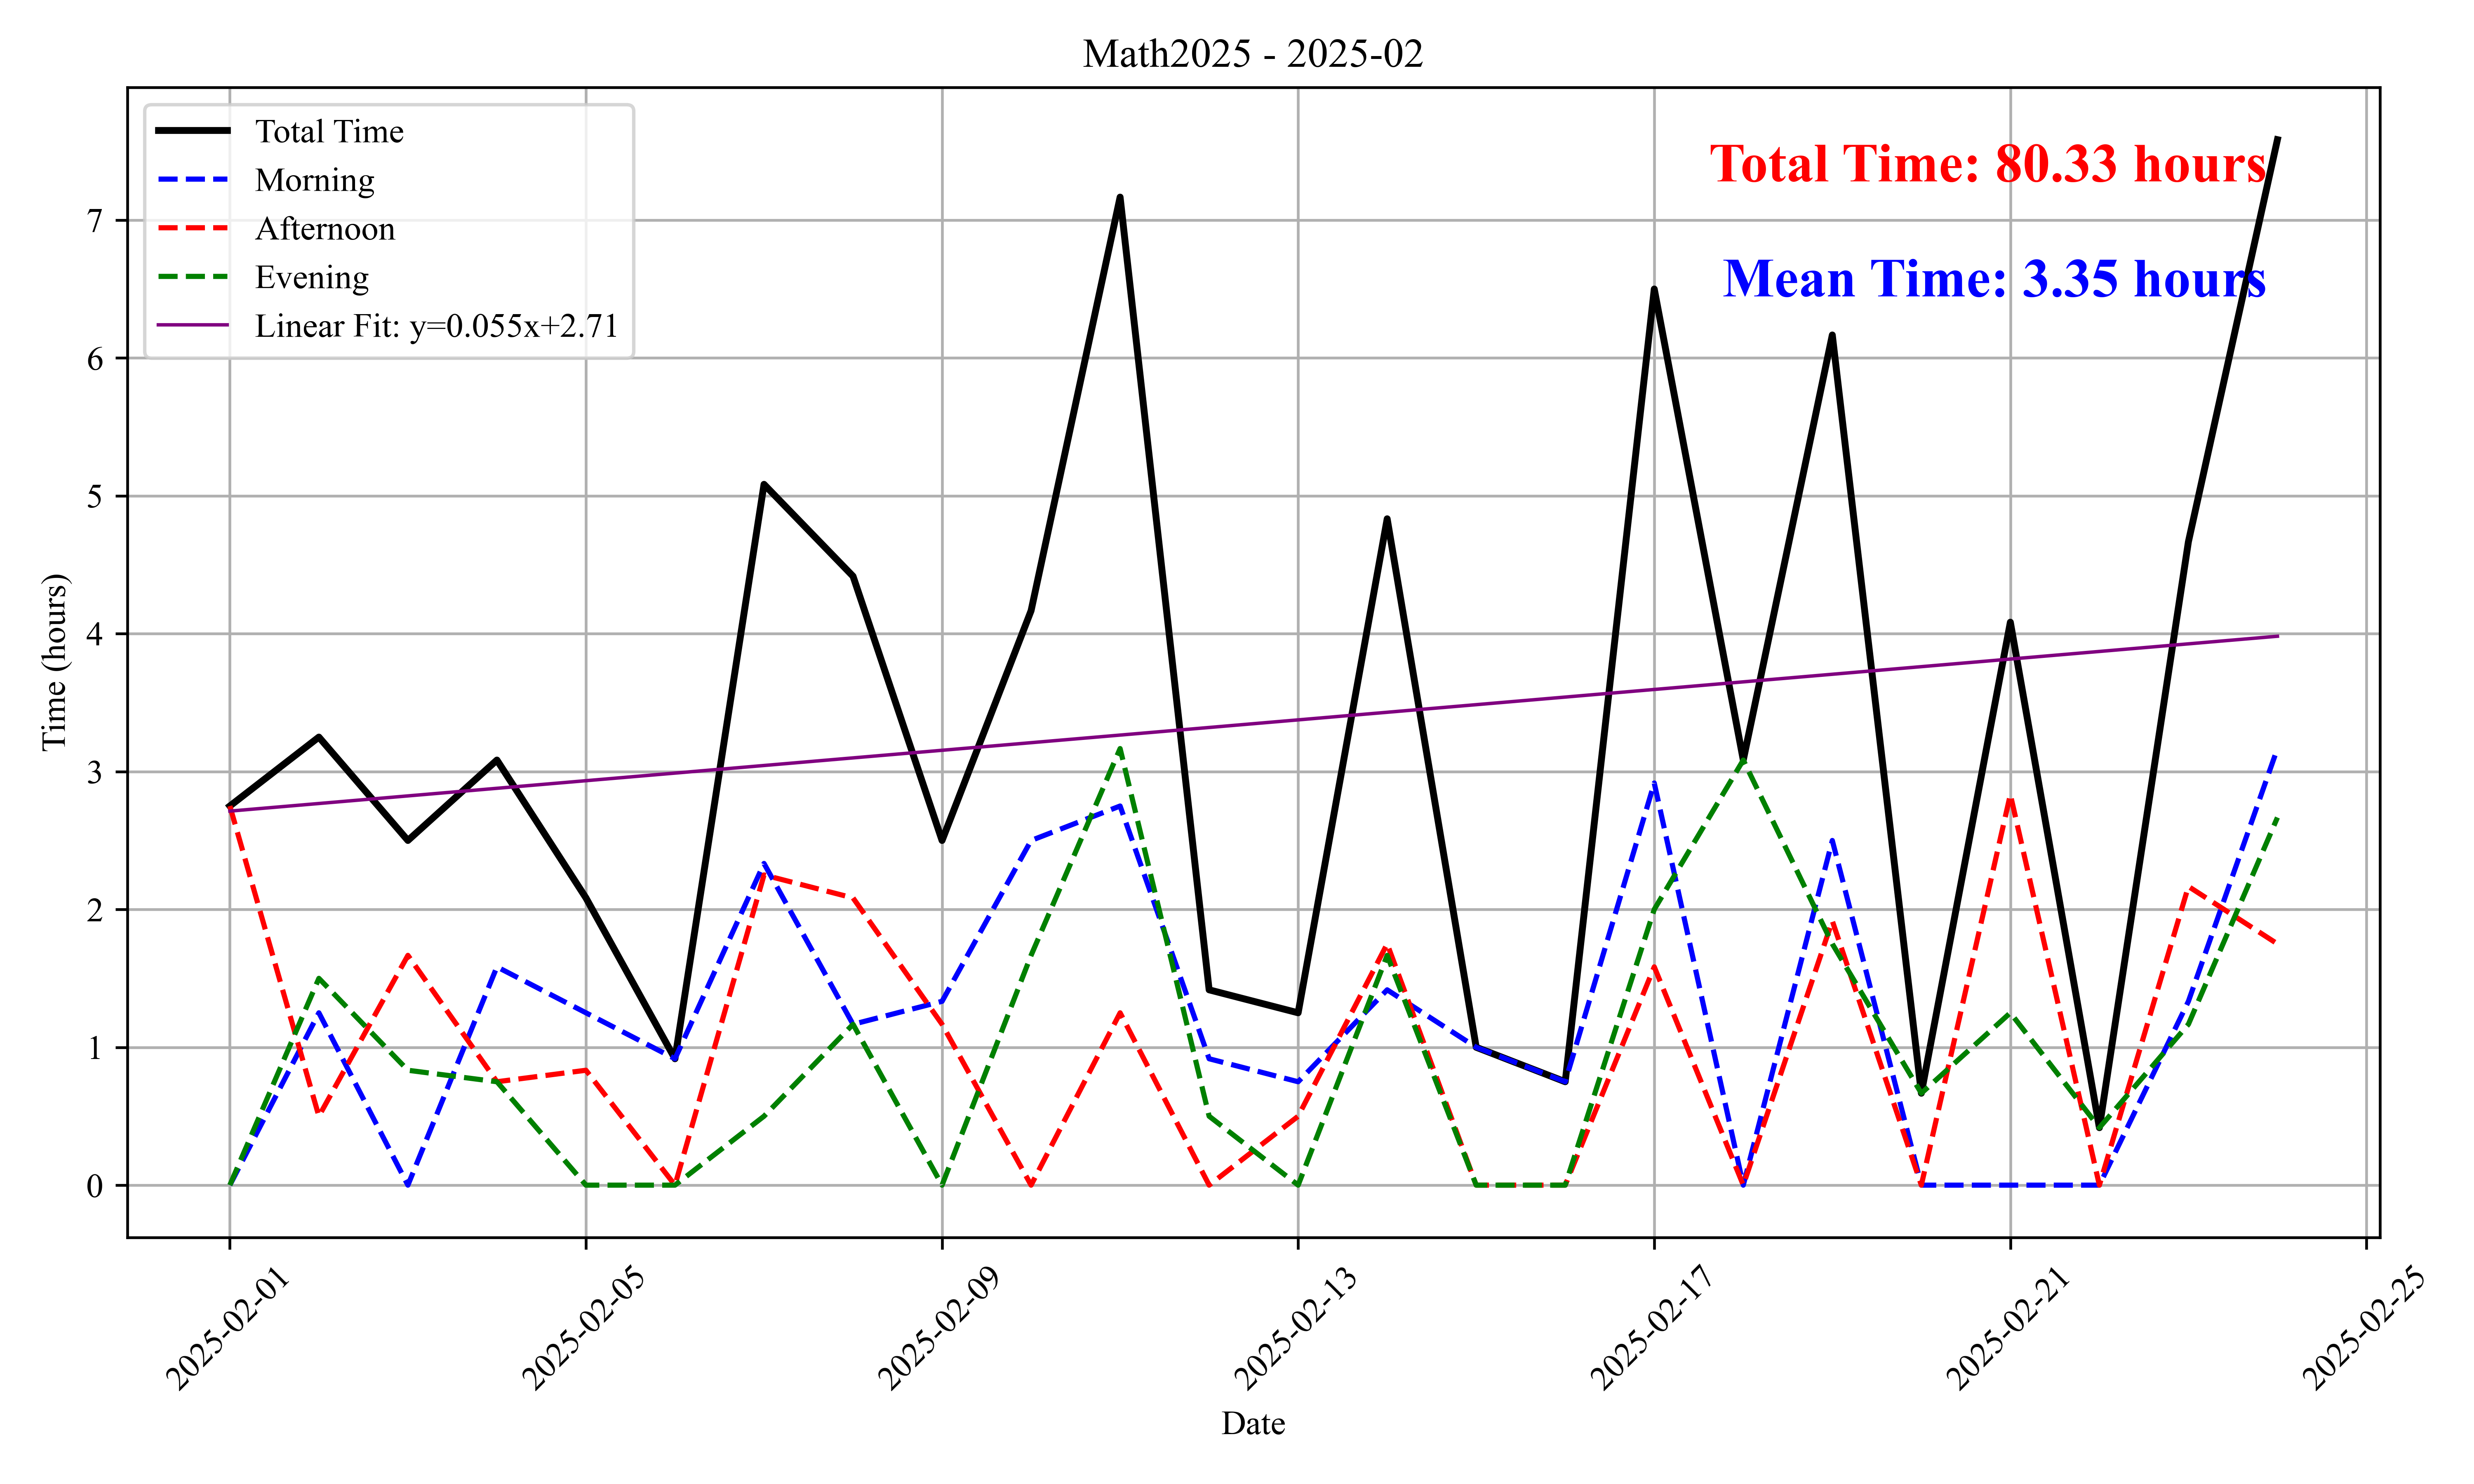 Math2025 - 2025-02
Total Time
Morning
Afternoon
Evening
Linear Fit: y=0.055x+2.71
Total Time: 80.33 hours
Mean Time: 3.35 hours
Time (hours)
7
6
5
4
3
2
1
0
2025-02-01
2025-02-05
2025-02-09
2025-02-13
2025-02-17
2025-02-21
2025-02-25
Date